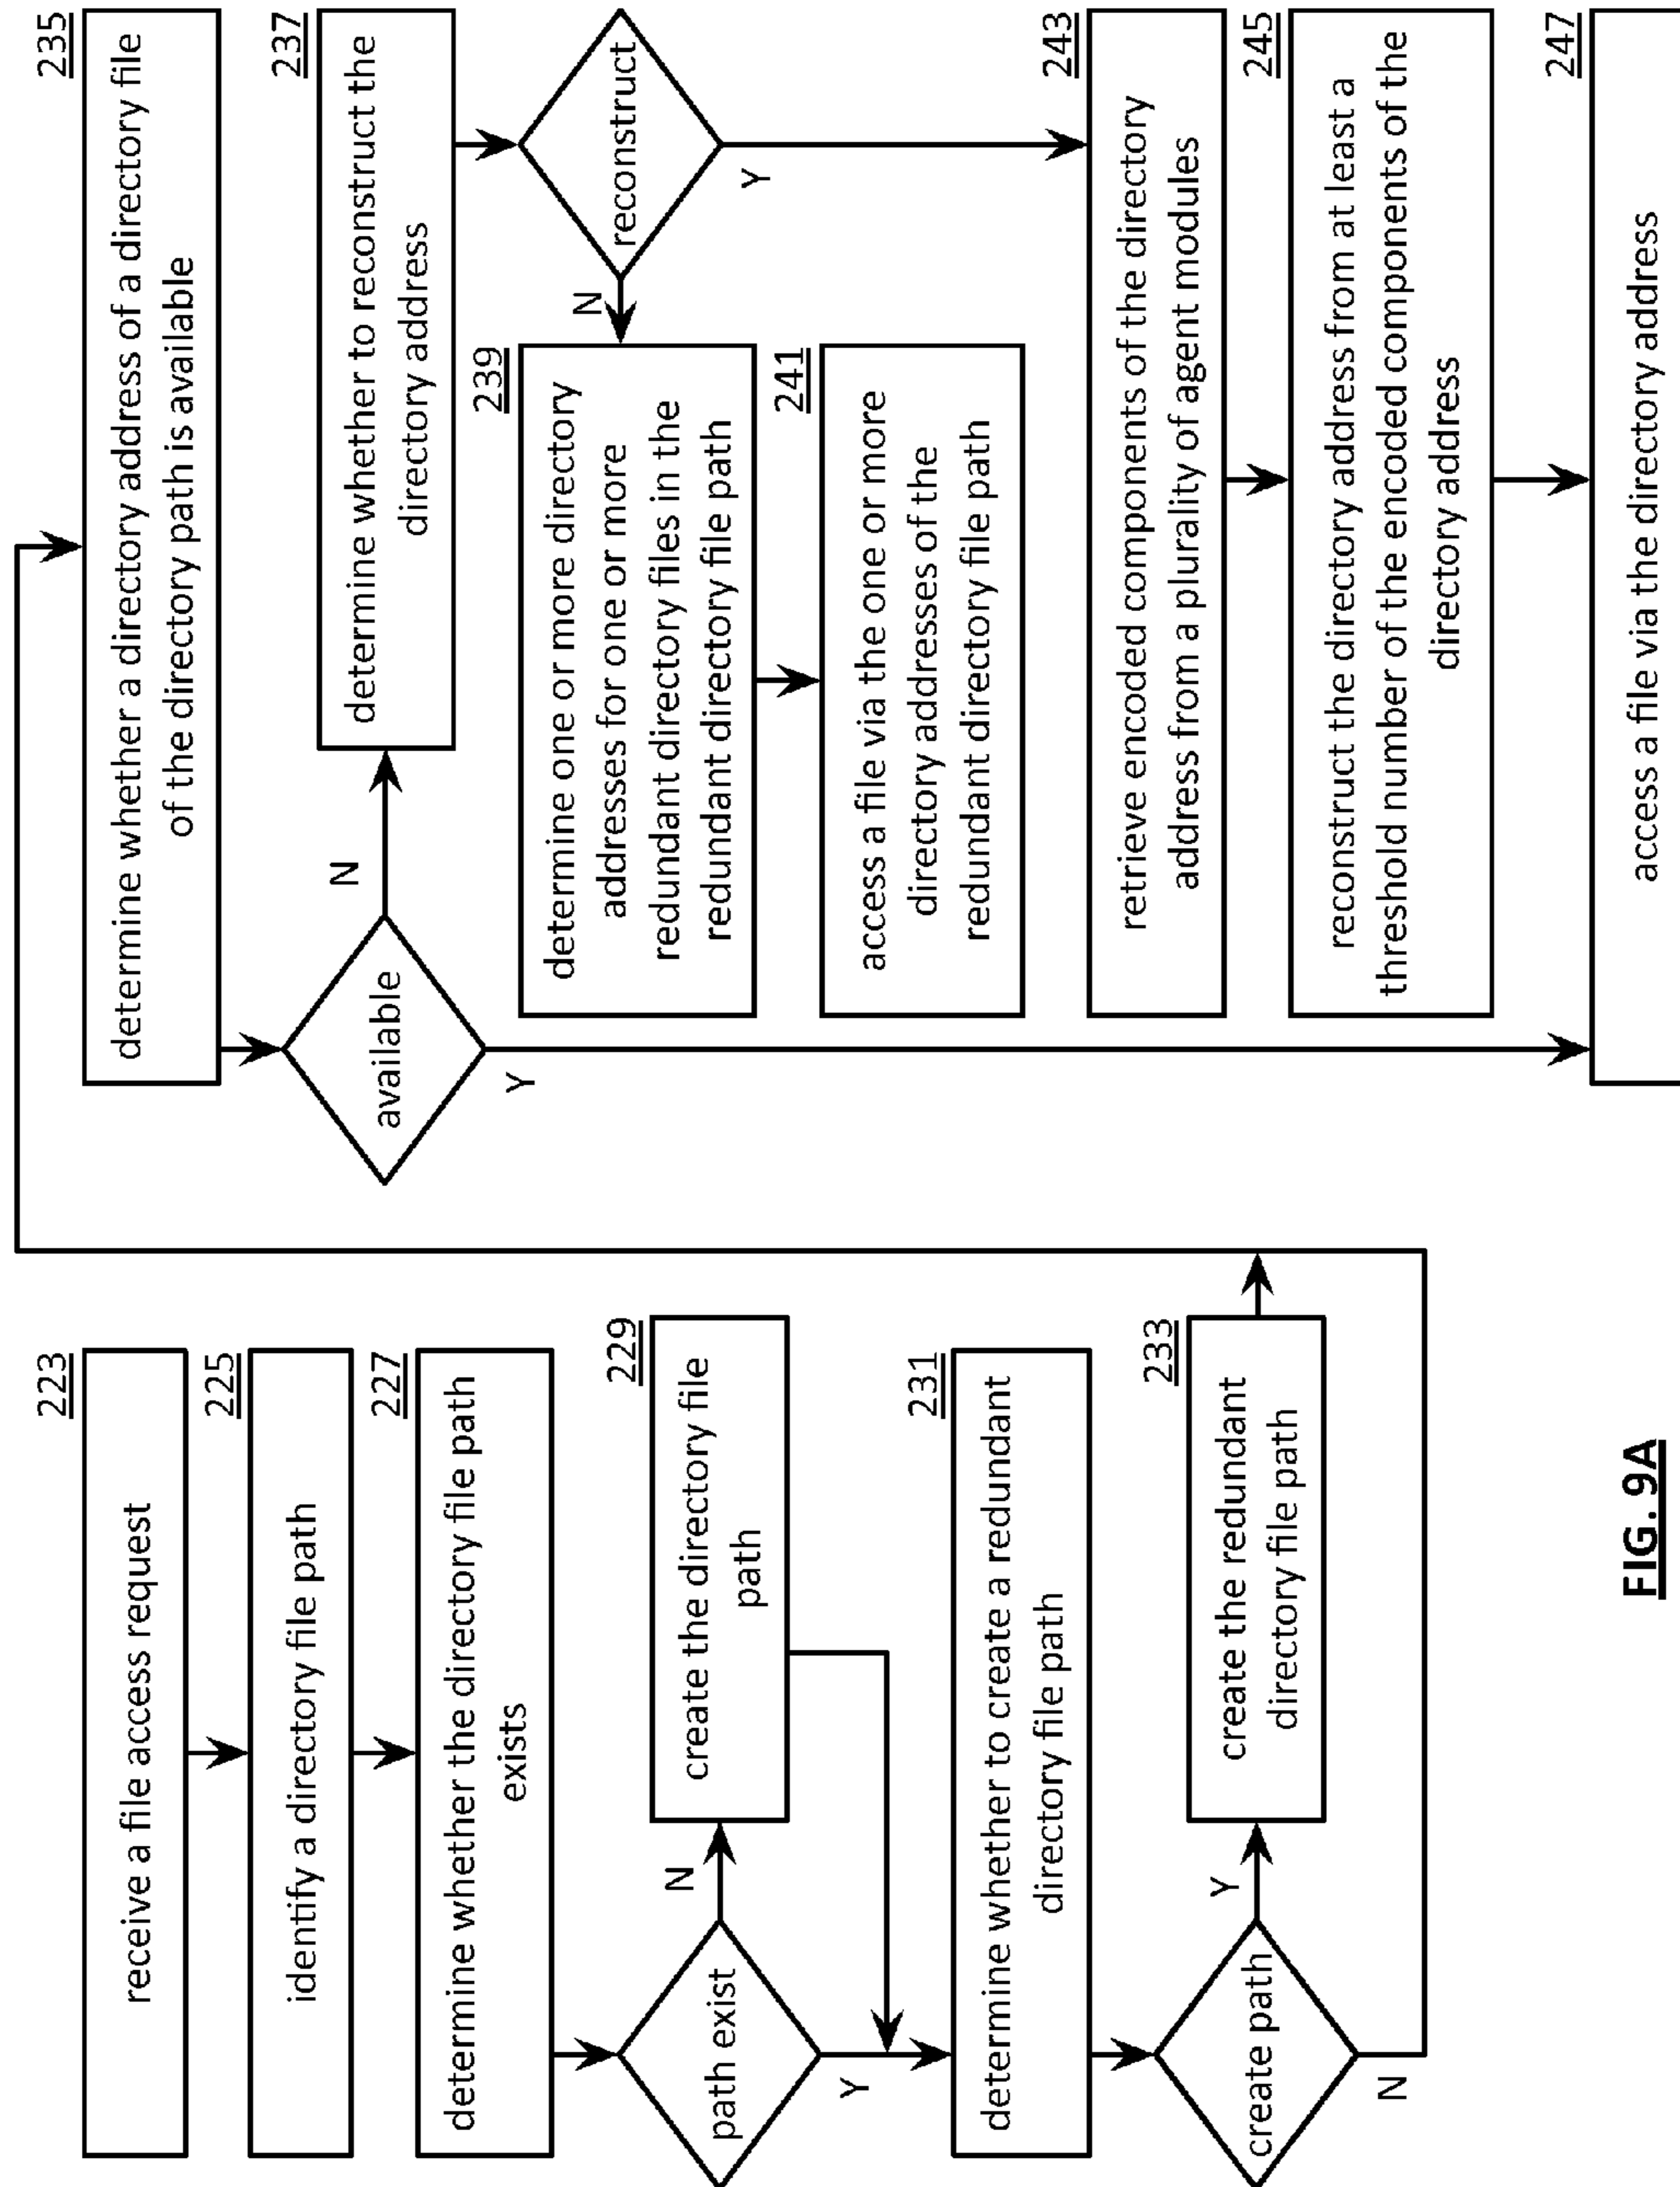 223
receive a file access request
225
identify a directory file path
227
determine whether the directory file path
exists
path exist
N
Y
229
create the directory file
path
231
determine whether to create a redundant
directory file path
create path
Y
N
233
create the redundant
directory file path
235
determine whether a directory address of a directory file
of the directory path is available
available
N
Y
237
determine whether to reconstruct the
directory address
reconstruct
N
Y
239
determine one or more directory
addresses for one or more
redundant directory files in the
redundant directory file path
241
access a file via the one or more
directory addresses of the
redundant directory file path
243
retrieve encoded components of the directory
address from a plurality of agent modules
245
reconstruct the directory address from at least a
threshold number of the encoded components of the
directory address
247
access a file via the directory address
FIG. 9A